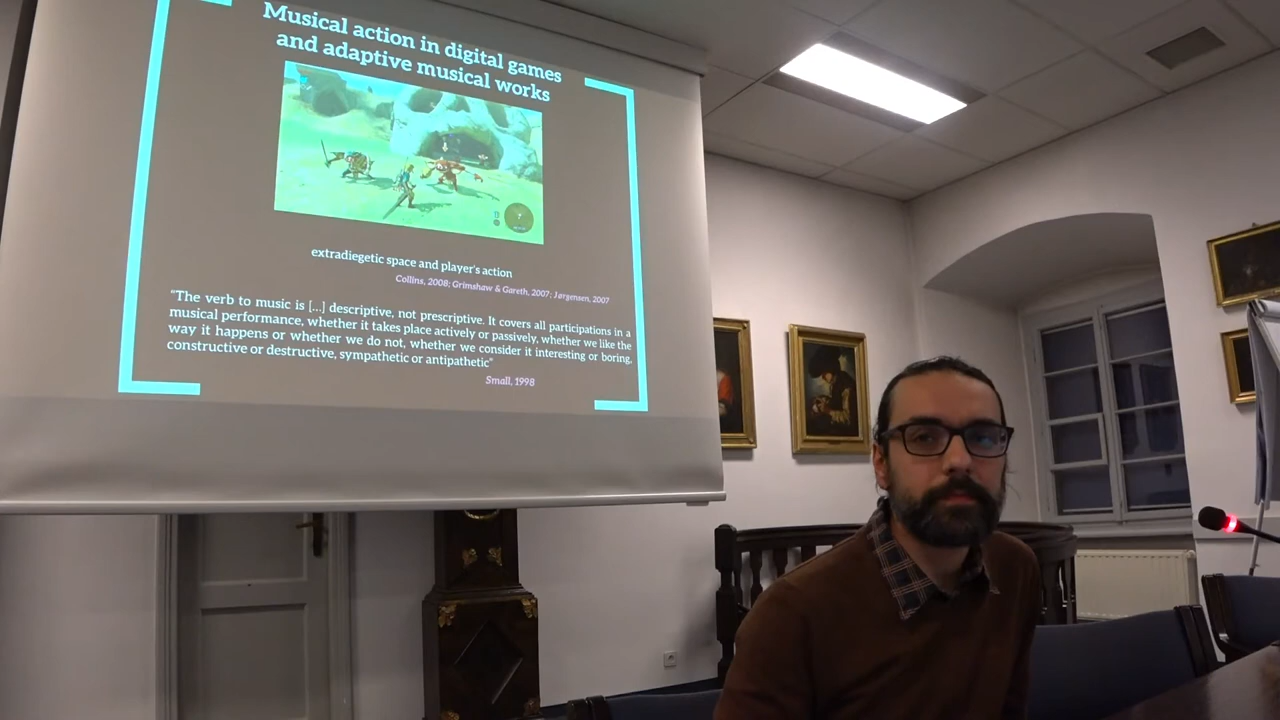 Musical action in digital games
and adaptive musical works
extradiegetic space and player's action
Collins, 2008; Grimshaw & Gareth, 2007; Jørgensen, 2007
"The verb to music is [...] descriptive, not prescriptive. It covers all participations in a
musical performance, whether it takes place actively or passively, whether we like the
way it happens or whether we do not, whether we consider it interesting or boring,
constructive or destructive, sympathetic or antipathetic"
Small, 1998